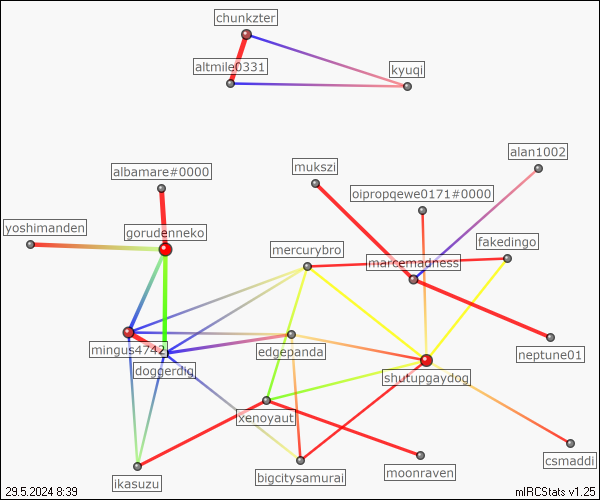 chunkzter
altmile0331
kyuqi
alan1002
albamare#0000
mukszi
oipropqewe0171#0000
yoshimanden
gorudenneko
mercurybro
fakedingo
marcemadness
mingus4742
edgepanda
neptune01
doggerdig
shutupgaydog
xenoyaut
csmaddi
ikasuzu
bigcitysamurai
moonraven
29.5.2024 8:39
mIRCStats v1.25